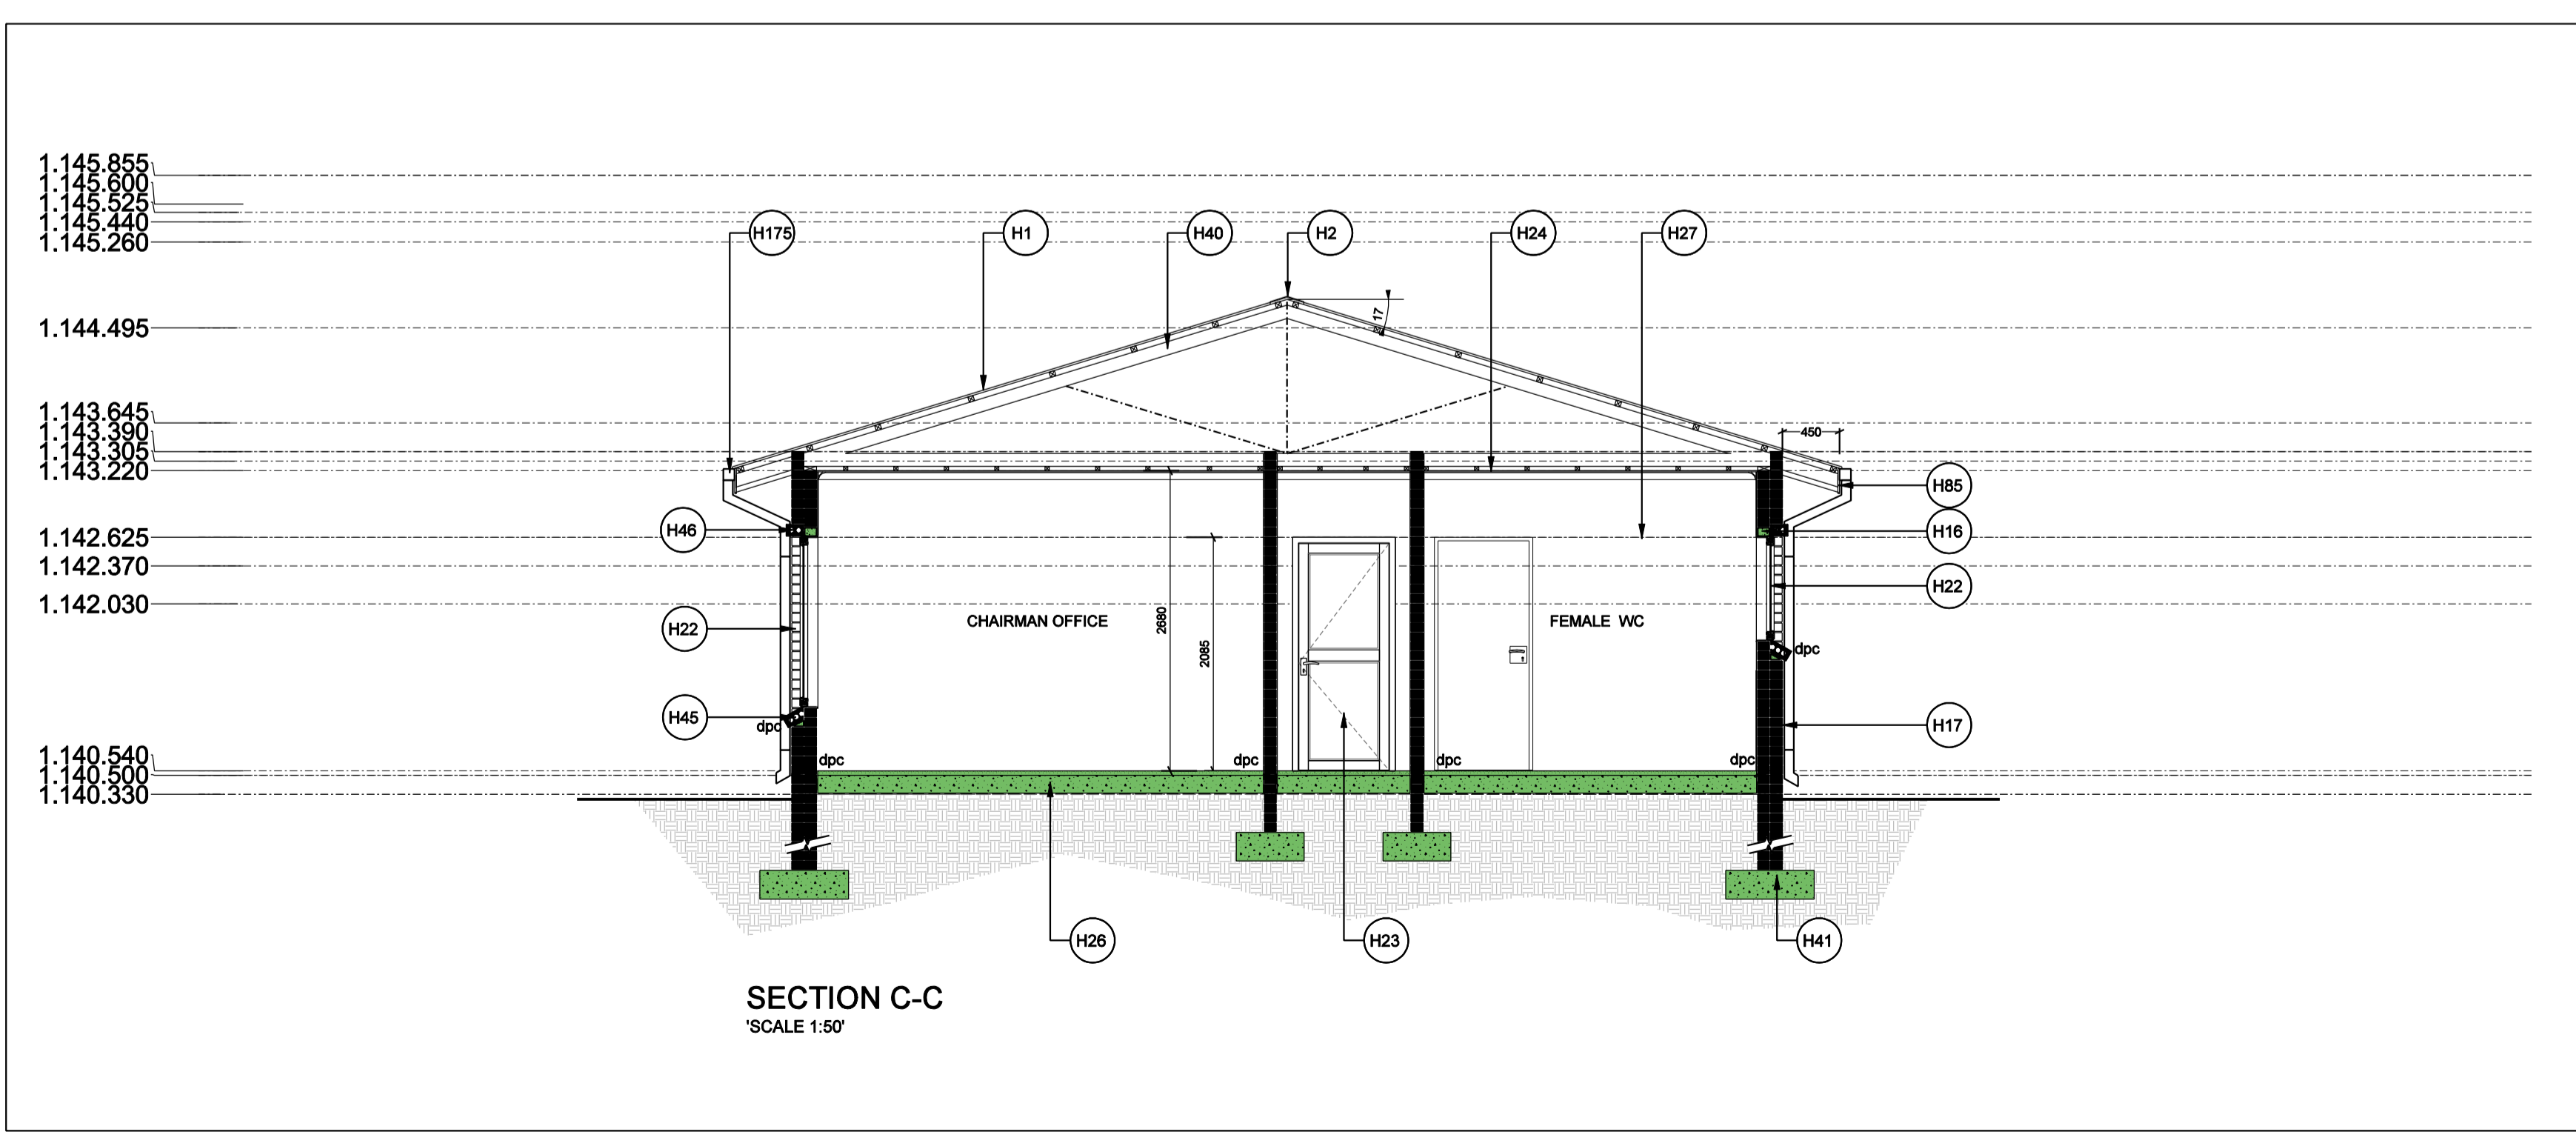 1.145.855
1.145.600
1.145.525
1.145.440
1.145.260
H175
H1
H40
H2
H24
H27
17
1.144.495
1.143.645
1.143.390
1.143.305
1.143.220
450
H85
H46
H16
1.142.625
1.142.370
H22
1.142.030
CHAIRMAN OFFICE
2680
2085
FEMALE WC
H22
dpc
H45
dpc
H17
1.140.540
1.140.500
1.140.330
dpc
dpc
dpc
dpc
H26
H23
H41
SECTION C-C
'SCALE 1:50'